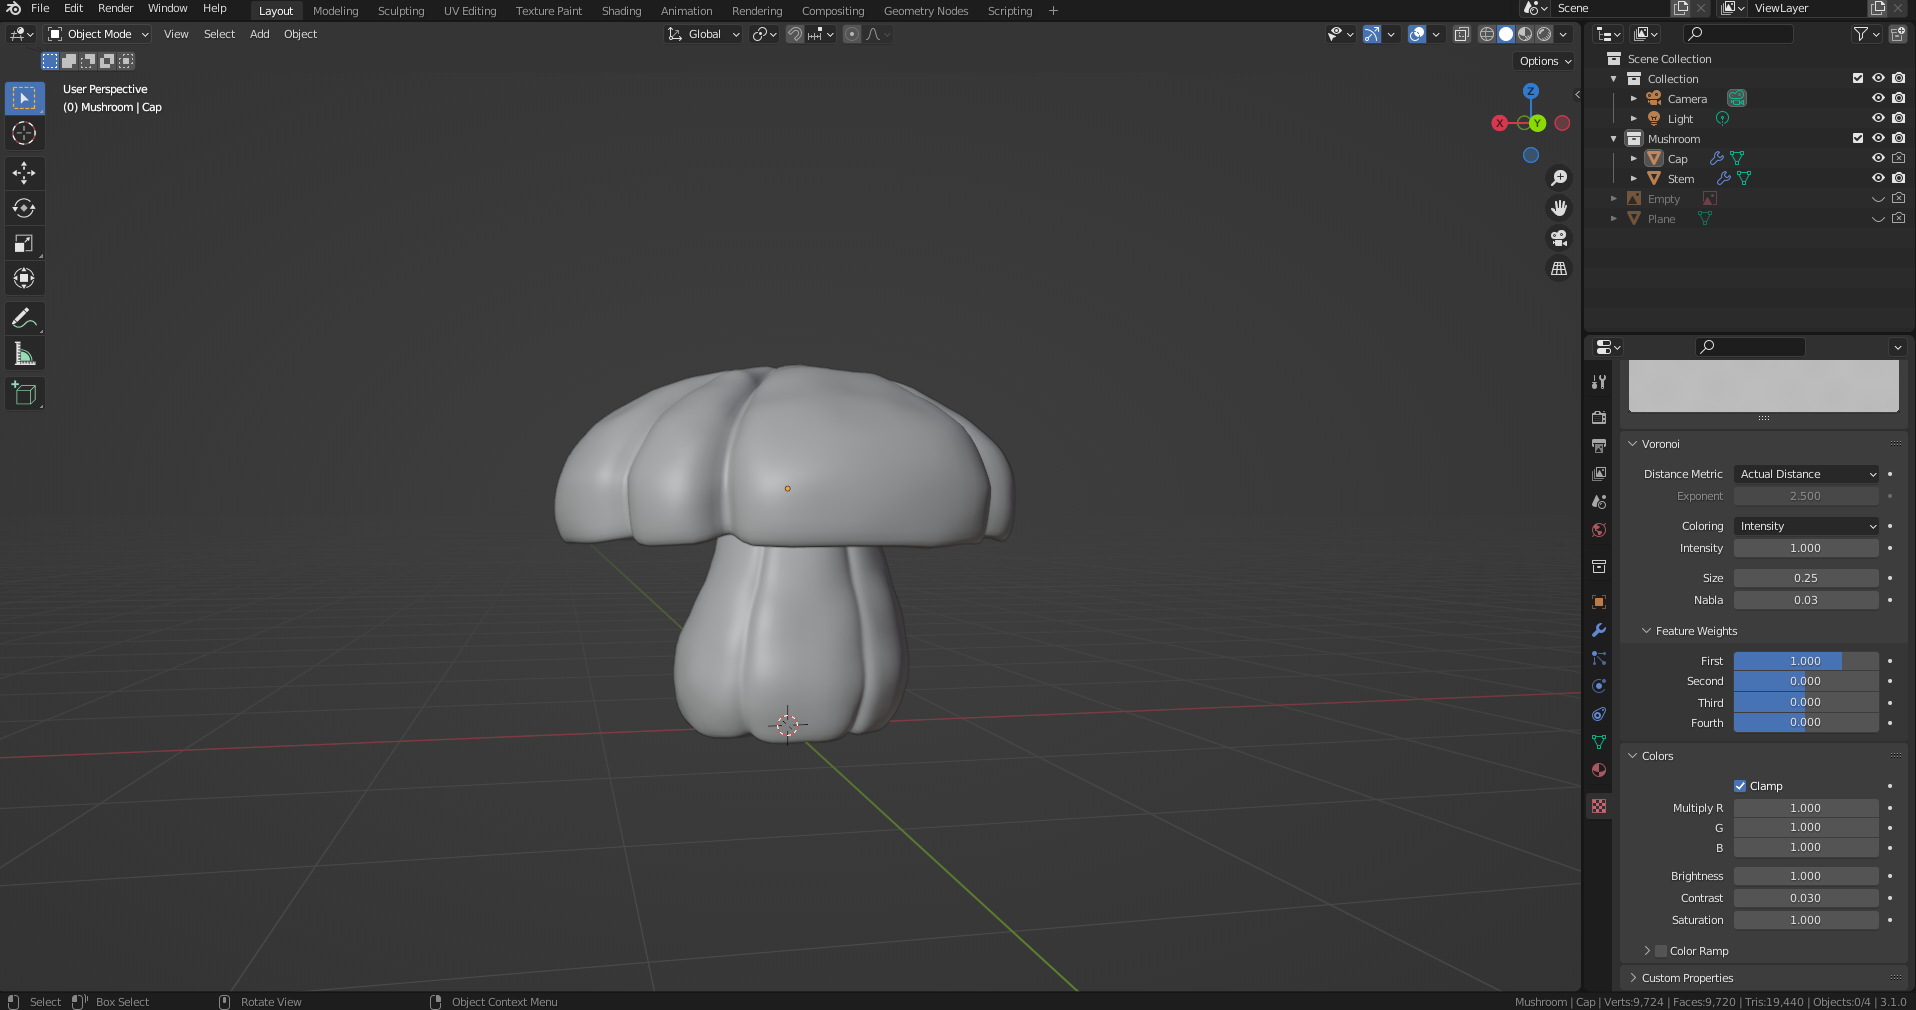 File Edit Render Window Help Layout Modeling Sculpting UV Editing Texture Paint Shading Animation Rendering Compositing Geometry Nodes Scripting + Scene ViewLayer
Object Mode View Select Add Object Global
Options
User Perspective
(0) Mushroom | Cap
Z
X
Y
Scene Collection
Collection
Camera
Light
Mushroom
Cap
Stem
Empty
Plane
Voronoi
Distance Metric Actual Distance
Exponent 2.500
Coloring Intensity
Intensity 1.000
Size 0.25
Nabla 0.03
Feature Weights
First 1.000
Second 0.000
Third 0.000
Fourth 0.000
Colors
Clamp
Multiply R 1.000
G 1.000
B 1.000
Brightness 1.000
Contrast 0.030
Saturation 1.000
Color Ramp
Custom Properties
Select Box Select Rotate View Object Context Menu Mushroom | Cap | Verts:9,724 | Faces:9,720 | Tris:19,440 | Objects:0/4 | 3.1.0